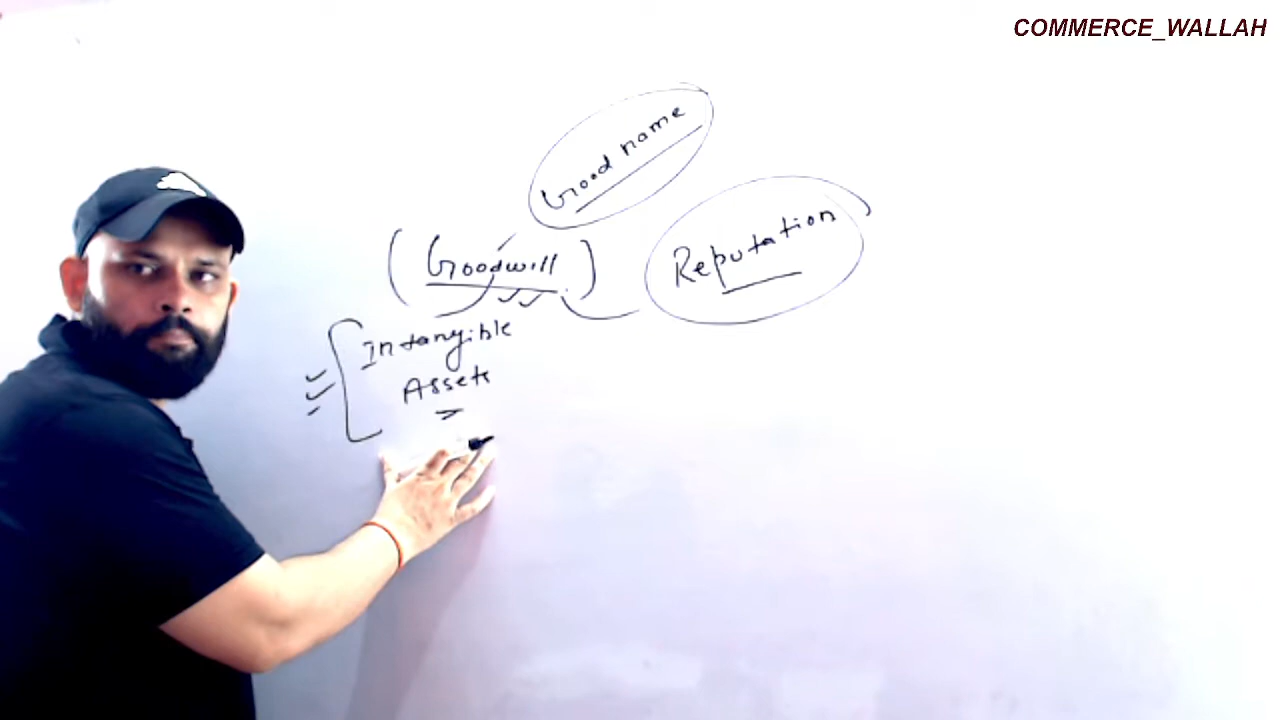 COMMERCE_WALLAH
Good name
(Goodwill)
Reputation
Intangible
Assets